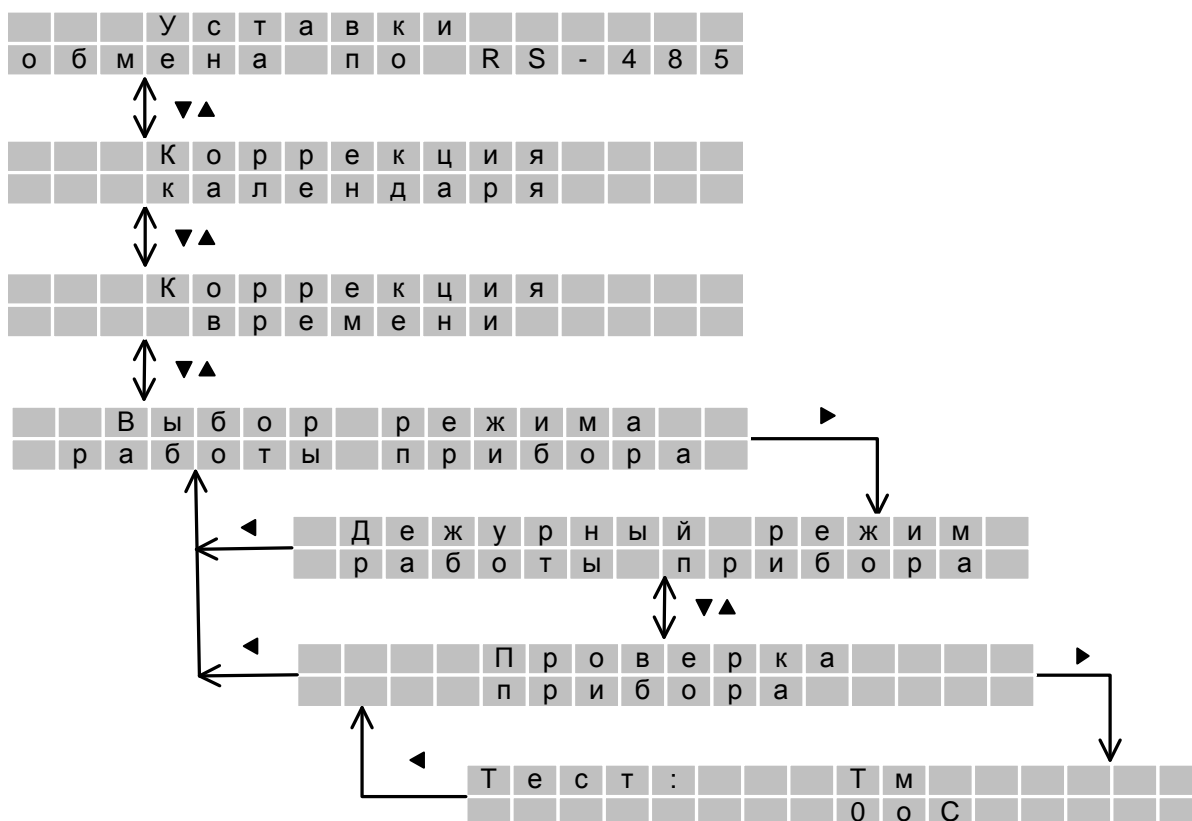 Уставки
обмена по RS-485
▼▲
Коррекция
календаря
▼▲
Коррекция
времени
▼▲
Выбор режима
работы прибора
►
◄
Дежурный режим
работы прибора
▼▲
◄
Проверка
прибора
►
◄
Тест: Тм
0оС